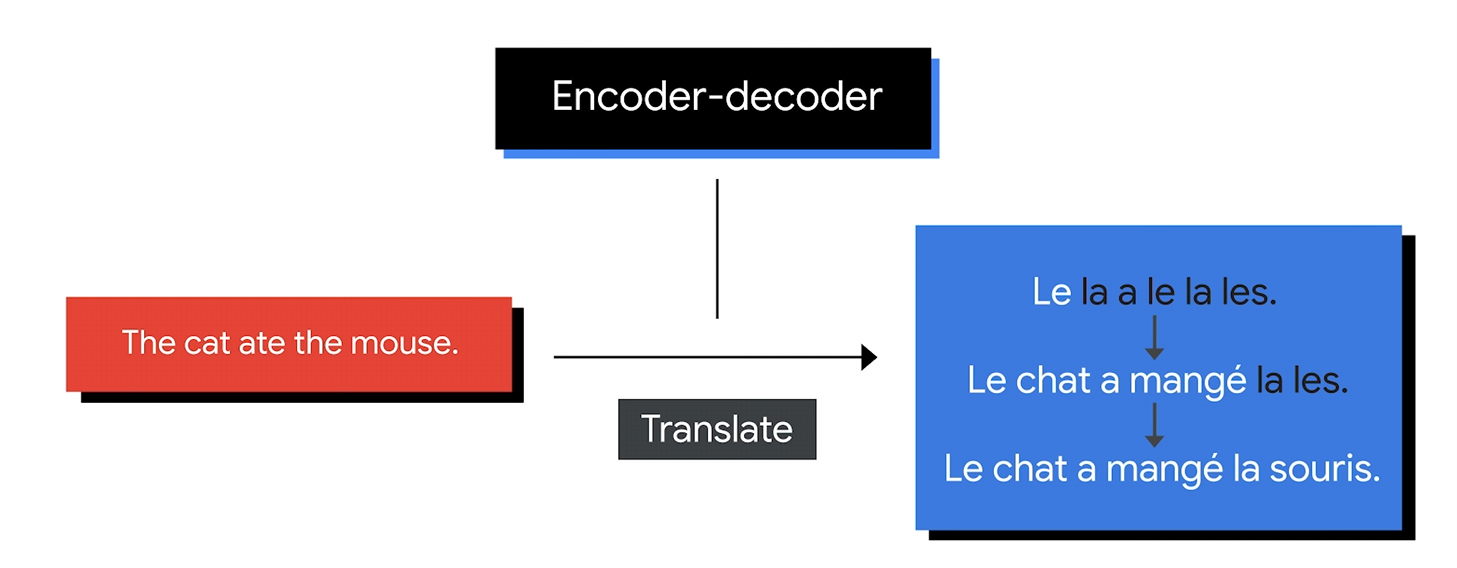 Encoder-decoder
The cat ate the mouse.
Translate
Le la a le la les.
Le chat a mangé la les.
Le chat a mangé la souris.